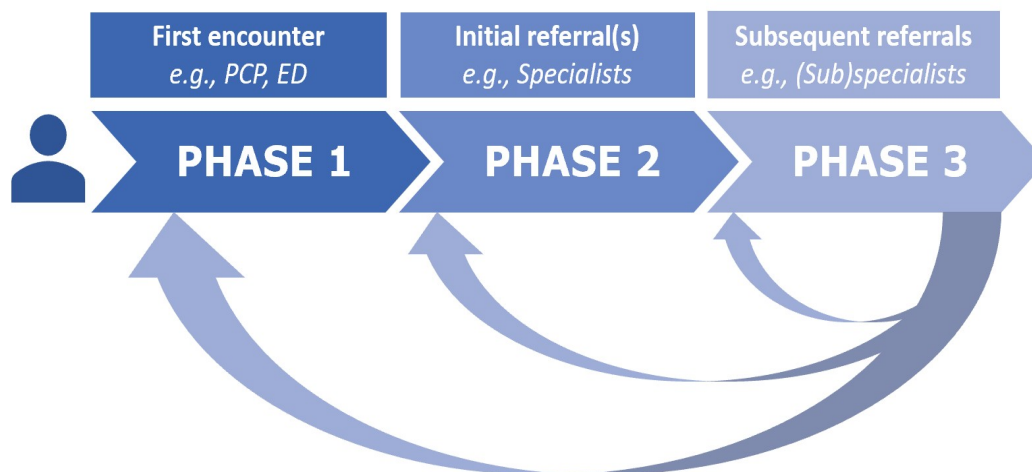 First encounter
e.g., PCP, ED
Initial referral(s)
e.g., Specialists
Subsequent referrals
e.g., (Sub)specialists
PHASE 1
PHASE 2
PHASE 3